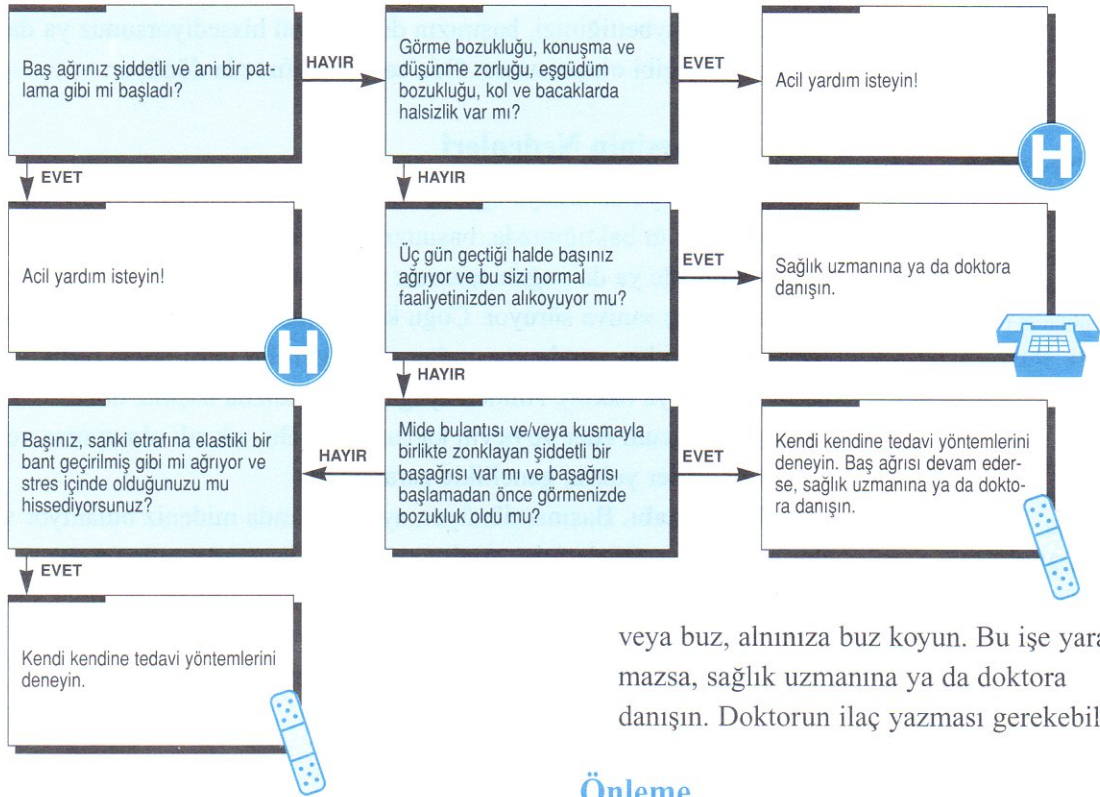 Baş ağrınız şiddetli ve ani bir pat-
lama gibi mi başladı?
HAYIR
Görme bozukluğu, konuşma ve
düşünme zorluğu, eşgüdüm
bozukluğu, kol ve bacaklarda
halsizlik var mı?
EVET
Acil yardım isteyin!
H
EVET
HAYIR
Acil yardım isteyin!
H
Üç gün geçtiği halde başınız
ağrıyor ve bu sizi normal
faaliyetinizden alıkoyuyor mu?
EVET
Sağlık uzmanına ya da doktora
danışın.
HAYIR
Başınız, sanki etrafına elastiki bir
bant geçirilmiş gibi mi ağrıyor ve
stres içinde olduğunuzu mu
hissediyorsunuz?
HAYIR
Mide bulantısı ve/veya kusmayla
birlikte zonklayan şiddetli bir
başağrısı var mı ve başağrısı
başlamadan önce görmenizde
bozukluk oldu mu?
EVET
Kendi kendine tedavi yöntemlerini
deneyin. Baş ağrısı devam eder-
se, sağlık uzmanına ya da dokto-
ra danışın.
EVET
Kendi kendine tedavi yöntemlerini
deneyin.
veya buz, alnınıza buz koyun. Bu işe yara
mazsa, sağlık uzmanına ya da doktora
danışın. Doktorun ilaç yazması gerekebil
Önleme